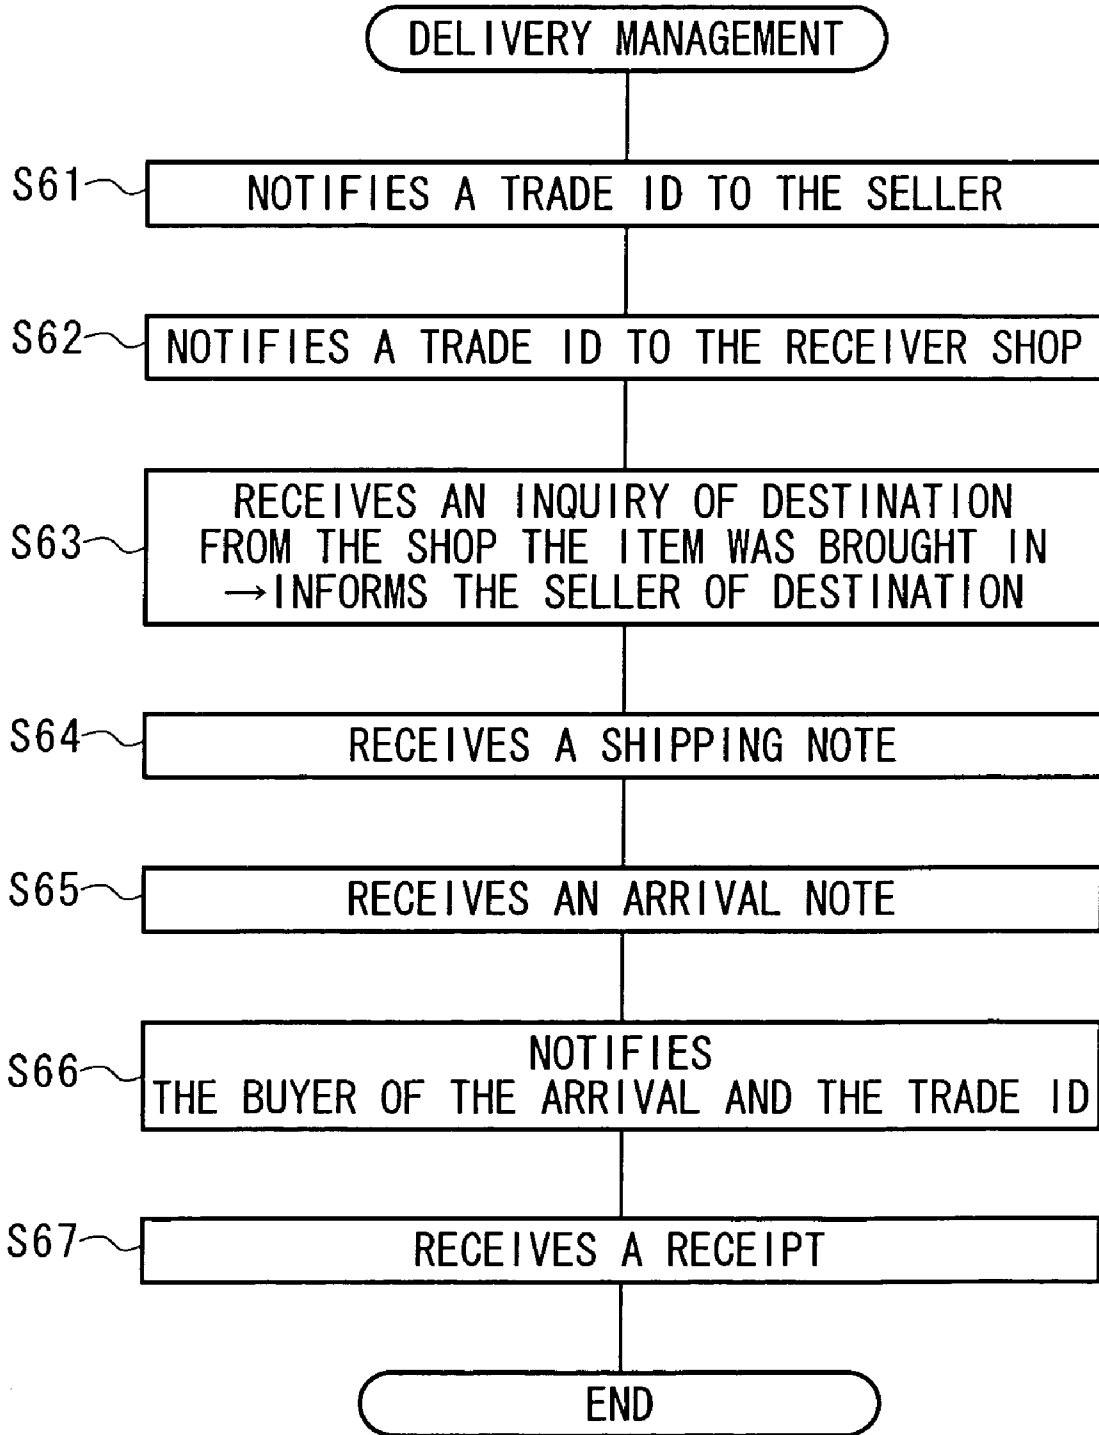 DELIVERY MANAGEMENT
S61
NOTIFIES A TRADE ID TO THE SELLER
S62
NOTIFIES A TRADE ID TO THE RECEIVER SHOP
S63
RECEIVES AN INQUIRY OF DESTINATION
FROM THE SHOP THE ITEM WAS BROUGHT IN
→INFORMS THE SELLER OF DESTINATION
S64
RECEIVES A SHIPPING NOTE
S65
RECEIVES AN ARRIVAL NOTE
S66
NOTIFIES
THE BUYER OF THE ARRIVAL AND THE TRADE ID
S67
RECEIVES A RECEIPT
END